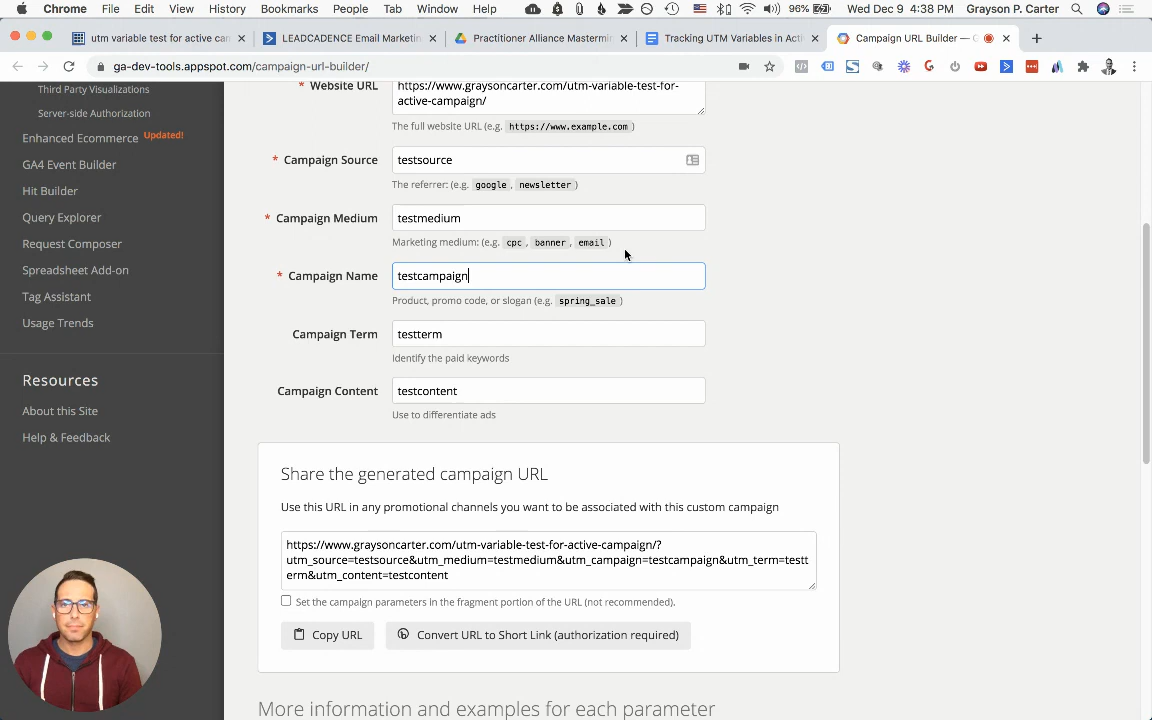 Chrome File Edit View History Bookmarks People Tab Window Help 96% Wed Dec 9 4:38 PM Grayson P. Carter
utm variable test for active can
LEADCADENCE Email Marketin
Practitioner Alliance Mastermin
Tracking UTM Variables in Acti
Campaign URL Builder — G
ga-dev-tools.appspot.com/campaign-url-builder/
Third Party Visualizations
Server-side Authorization
Enhanced Ecommerce Updated!
GA4 Event Builder
Hit Builder
Query Explorer
Request Composer
Spreadsheet Add-on
Tag Assistant
Usage Trends
Resources
About this Site
Help & Feedback
* Website URL
https://www.graysoncarter.com/utm-variable-test-for-
active-campaign/
The full website URL (e.g. https://www.example.com )
* Campaign Source testsource
The referrer: (e.g. google , newsletter )
* Campaign Medium testmedium
Marketing medium: (e.g. cpc , banner , email )
* Campaign Name testcampaign
Product, promo code, or slogan (e.g. spring_sale )
Campaign Term testterm
Identify the paid keywords
Campaign Content testcontent
Use to differentiate ads
Share the generated campaign URL
Use this URL in any promotional channels you want to be associated with this custom campaign
https://www.graysoncarter.com/utm-variable-test-for-active-campaign/?
utm_source=testsource&utm_medium=testmedium&utm_campaign=testcampaign&utm_term=testt
erm&utm_content=testcontent
Set the campaign parameters in the fragment portion of the URL (not recommended).
Copy URL
Convert URL to Short Link (authorization required)
More information and examples for each parameter